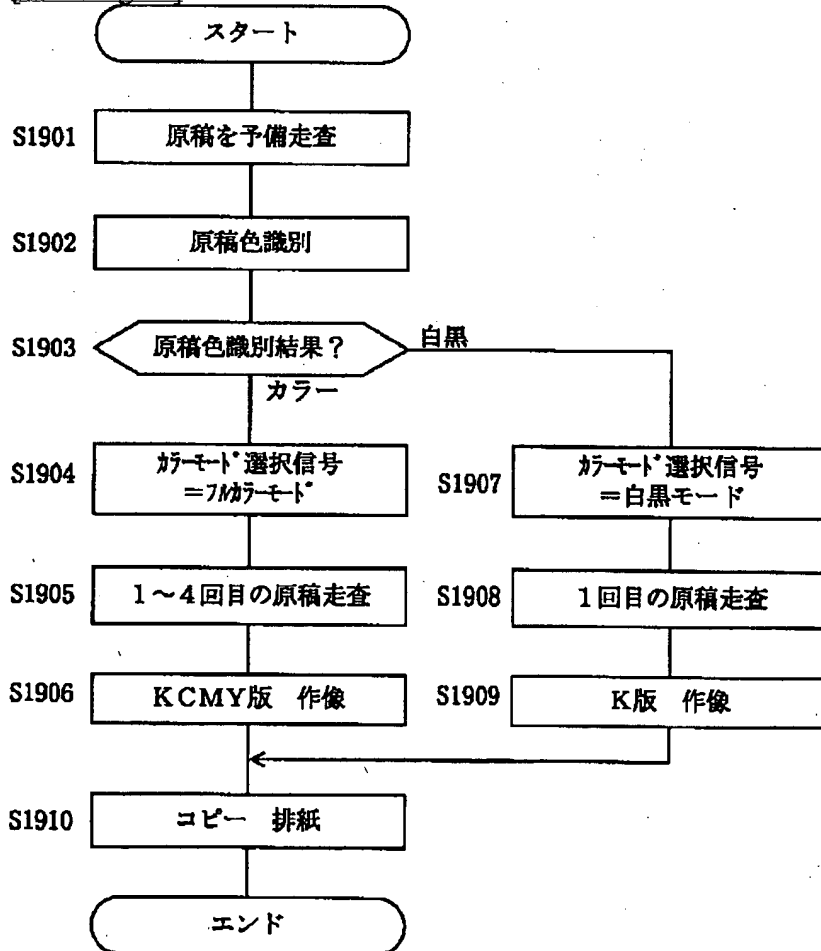 スタート
S1901 原稿を予備走査
S1902 原稿色識別
S1903 原稿色識別結果？ 白黒
カラー
S1904 ｶﾗｰﾓｰﾄﾞ選択信号
＝ﾌﾙｶﾗｰﾓｰﾄﾞ
S1907 ｶﾗｰﾓｰﾄﾞ選択信号
＝白黒モード
S1905 1～4回目の原稿走査
S1908 1回目の原稿走査
S1906 KCMY版 作像
S1909 K版 作像
S1910 コピー 排紙
エンド